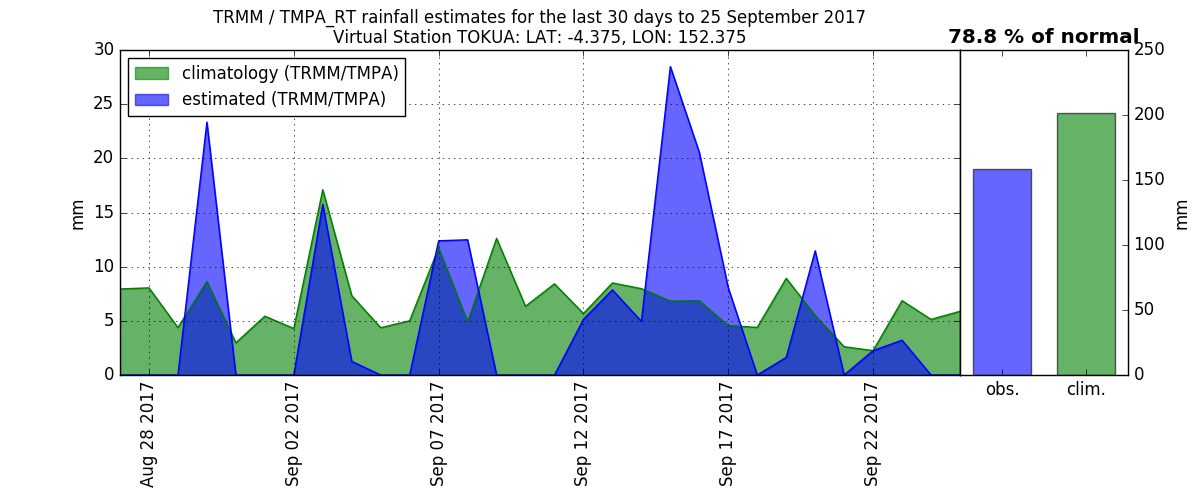 TRMM / TMPA_RT rainfall estimates for the last 30 days to 25 September 2017
Virtual Station TOKUA: LAT: -4.375, LON: 152.375
78.8 % of normal
climatology (TRMM/TMPA)
estimated (TRMM/TMPA)
30
25
20
15
10
5
0
mm
Aug 28 2017
Sep 02 2017
Sep 07 2017
Sep 12 2017
Sep 17 2017
Sep 22 2017
250
200
150
100
50
0
mm
obs.
clim.